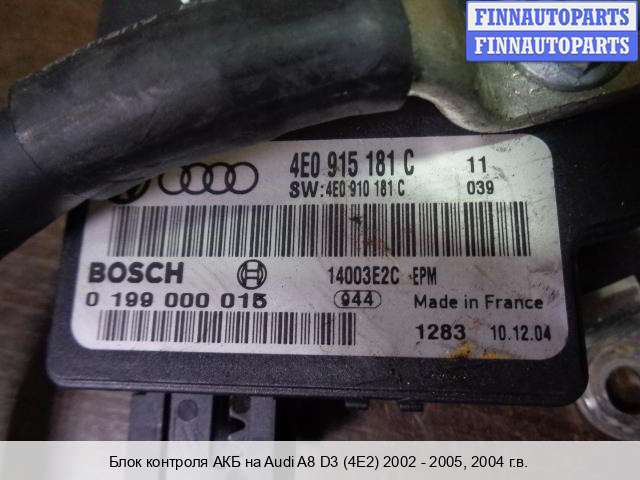 FINNAUTOPARTS
FINNAUTOPARTS
4E0 915 181 C 11
SW:4E0 910 181 C 039
BOSCH 14003E2C EPM
0 199 000 015 944 Made in France
1283 10.12.04
Блок контроля АКБ на Audi A8 D3 (4E2) 2002 - 2005, 2004 г.в.